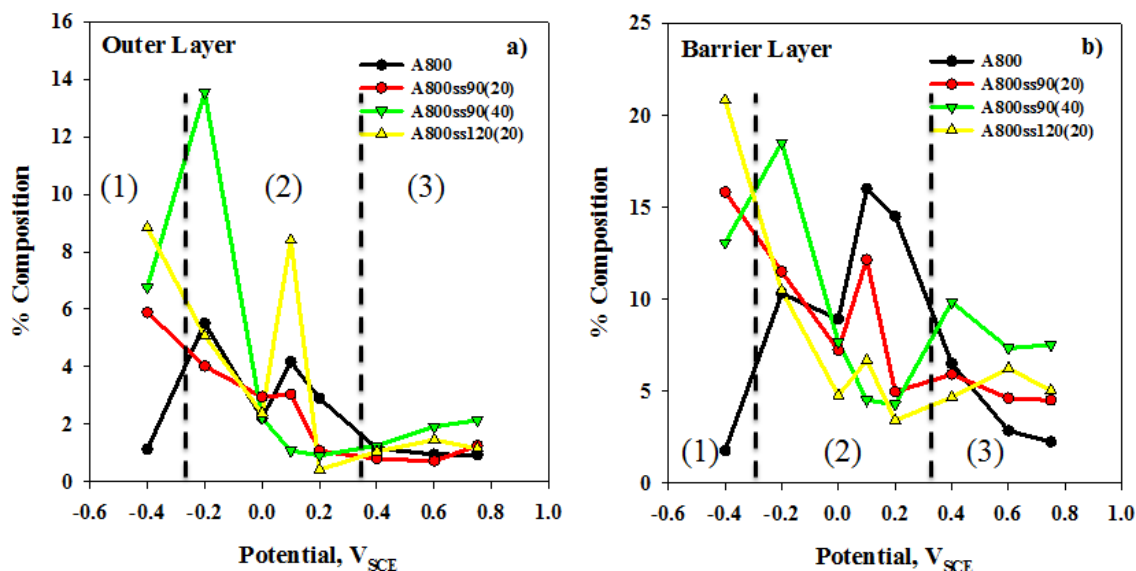 Outer Layer
a)
A800
A800ss90(20)
A800ss90(40)
A800ss120(20)
(1)
(2)
(3)
% Composition
16
14
12
10
8
6
4
2
0
-0.6 -0.4 -0.2 0.0 0.2 0.4 0.6 0.8 1.0
Potential, VSCE
Barrier Layer
b)
A800
A800ss90(20)
A800ss90(40)
A800ss120(20)
(1)
(2)
(3)
% Composition
25
20
15
10
5
0
-0.6 -0.4 -0.2 0.0 0.2 0.4 0.6 0.8 1.0
Potential, VSCE